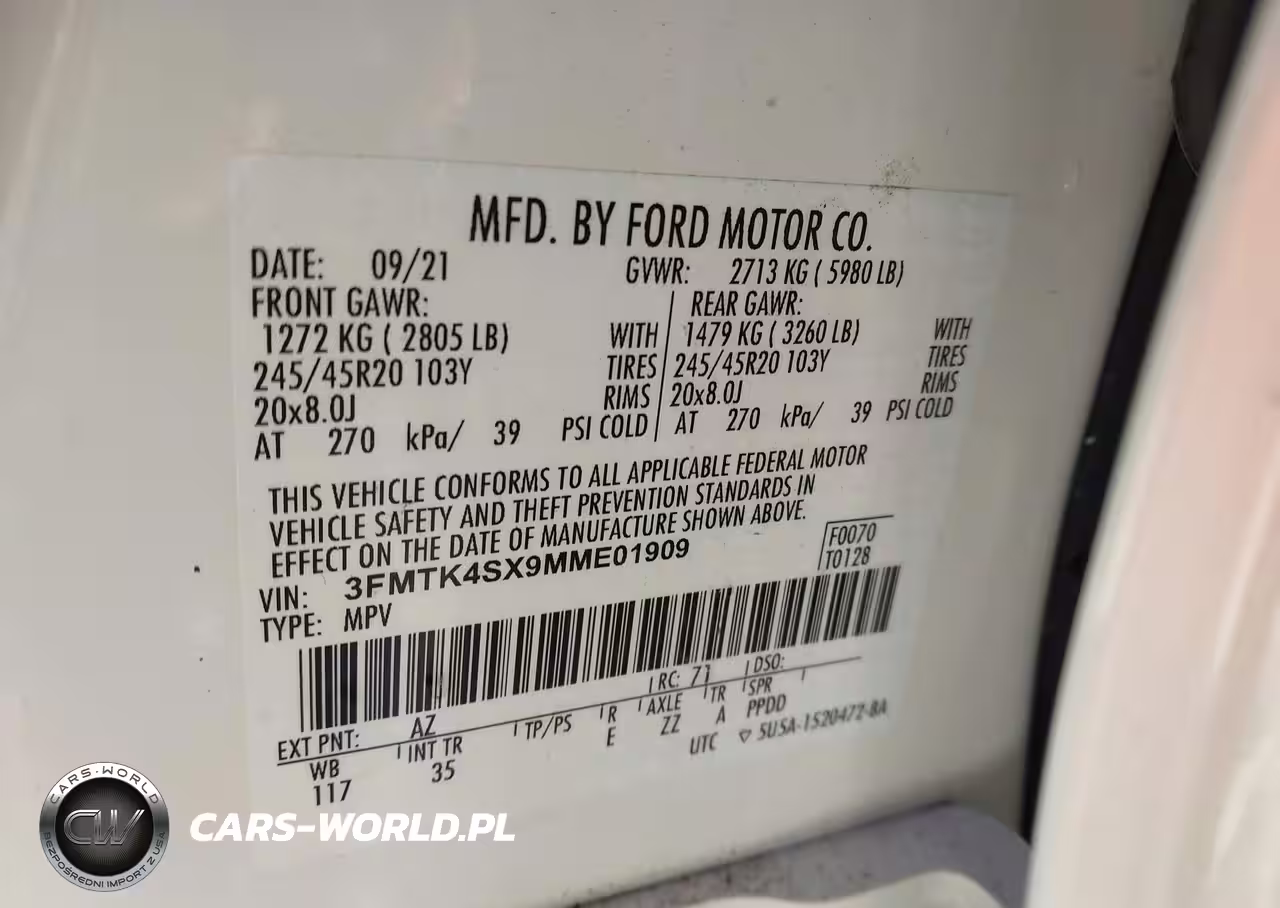 MFD. BY FORD MOTOR CO.
DATE: 09/21 GVWR: 2713 KG ( 5980 LB)
FRONT GAWR: REAR GAWR:
1272 KG ( 2805 LB) WITH 1479 KG ( 3260 LB) WITH
245/45R20 103Y TIRES 245/45R20 103Y TIRES
20x8.0J RIMS 20x8.0J RIMS
AT 270 kPa/ 39 PSI COLD AT 270 kPa/ 39 PSI COLD
THIS VEHICLE CONFORMS TO ALL APPLICABLE FEDERAL MOTOR
VEHICLE SAFETY AND THEFT PREVENTION STANDARDS IN
EFFECT ON THE DATE OF MANUFACTURE SHOWN ABOVE.
F0070
T0128
VIN: 3FMTK4SX9MME01909
TYPE: MPV
EXT PNT: AZ RC: 71 DSO:
WB INT TR TP/PS R AXLE TR SPR
117 35 E ZZ A PPDD
UTC 5USA-1520472-BA
CARS-WORLD
CW
BEZPOŚREDNI IMPORT Z USA
CARS-WORLD.PL